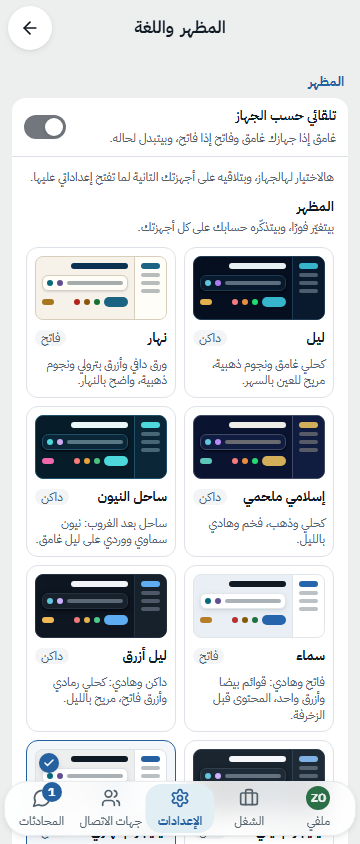 المظهر واللغة
المظهر
تلقائي حسب الجهاز
غامق إذا جهازك غامق وفاتح إذا فاتح، وبيتبدل لحاله.
هالاختيار لهالجهاز، وبتلاقيه على أجهزتك التانية لما تفتح إعداداتي عليها.
المظهر
بيتغيّر فورًا، وبيتذكّره حسابك على كل أجهزتك.
ليل
داكن
كحلي غامق ونجوم ذهبية،
مريح للعين بالسهر.
نهار
فاتح
ورق دافي وأزرق بترولي ونجوم
ذهبية، واضح بالنهار.
إسلامي ملحمي
داكن
كحلي وذهب، فخم وهادي
بالليل.
ساحل النيون
داكن
ساحل بعد الغروب: نيون
سماوي ووردي على ليل غامق.
سماء
فاتح
فاتح وهادي: قوائم بيضا
وأزرق واحد، المحتوى قبل
الزخرفة.
ليل أزرق
داكن
داكن وهادي: كحلي رمادي
وأزرق فاتح، مريح بالليل.
ZO
ملفي
الشغل
الإعدادات
جهات الاتصال
1
المحادثات